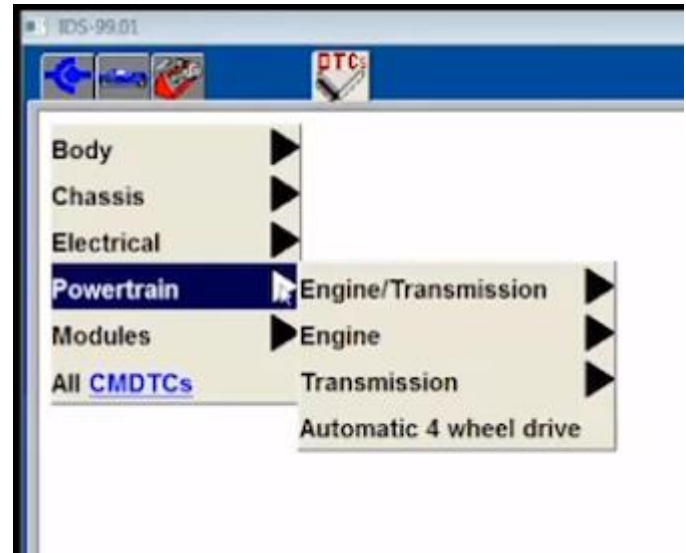 IDS-99.01
DTCs
Body
Chassis
Electrical
Powertrain
Modules
All CMDTCs
Engine/Transmission
Engine
Transmission
Automatic 4 wheel drive